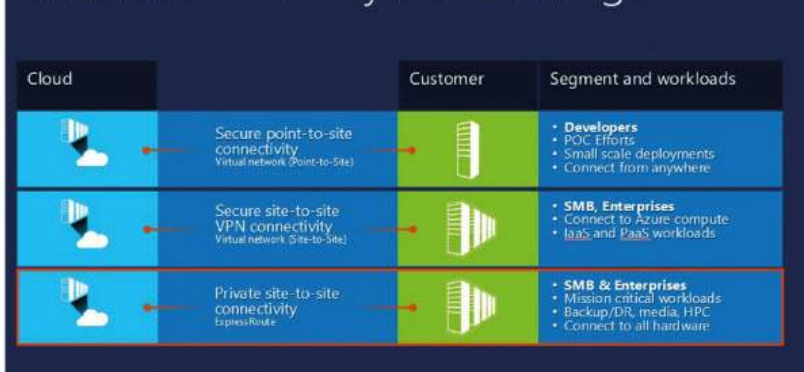 Cloud
Customer
Segment and workloads
Secure point-to-site
connectivity
Virtual network (Point-to-Site)
• Developers
• POC Efforts
• Small scale deployments
• Connect from anywhere
Secure site-to-site
VPN connectivity
Virtual network (Site-to-Site)
• SMB, Enterprises
• Connect to Azure compute
• IaaS and PaaS workloads
Private site-to-site
connectivity
ExpressRoute
• SMB & Enterprises
• Mission critical workloads
• Backup/DR, media, HPC
• Connect to all hardware